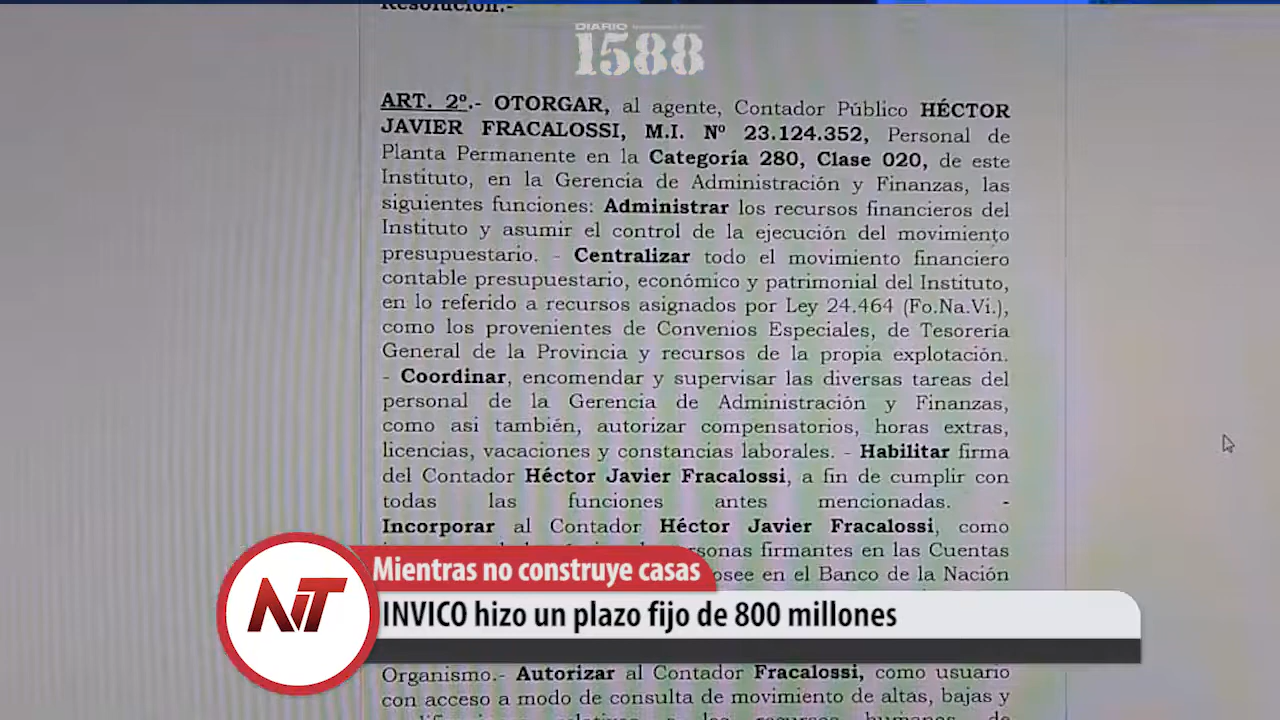 Resolución.-
DIARIO
1588
ART. 2º.- OTORGAR, al agente, Contador Público HÉCTOR
JAVIER FRACALOSSI, M.I. Nº 23.124.352, Personal de
Planta Permanente en la Categoría 280, Clase 020, de este
Instituto, en la Gerencia de Administración y Finanzas, las
siguientes funciones: Administrar los recursos financieros del
Instituto y asumir el control de la ejecución del movimiento
presupuestario. - Centralizar todo el movimiento financiero
contable presupuestario, económico y patrimonial del Instituto,
en lo referido a recursos asignados por Ley 24.464 (Fo.Na.Vi.),
como los provenientes de Convenios Especiales, de Tesorería
General de la Provincia y recursos de la propia explotación.
- Coordinar, encomendar y supervisar las diversas tareas del
personal de la Gerencia de Administración y Finanzas,
como asi también, autorizar compensatorios, horas extras,
licencias, vacaciones y constancias laborales. - Habilitar firma
del Contador Héctor Javier Fracalossi, a fin de cumplir con
todas las funciones antes mencionadas. -
Incorporar al Contador Héctor Javier Fracalossi, como
firmantes en las Cuentas
en el Banco de la Nación
Mientras no construye casas
NiT
INVICO hizo un plazo fijo de 800 millones
Organismo.- Autorizar al Contador Fracalossi, como usuario
con acceso a modo de consulta de movimiento de altas, bajas y